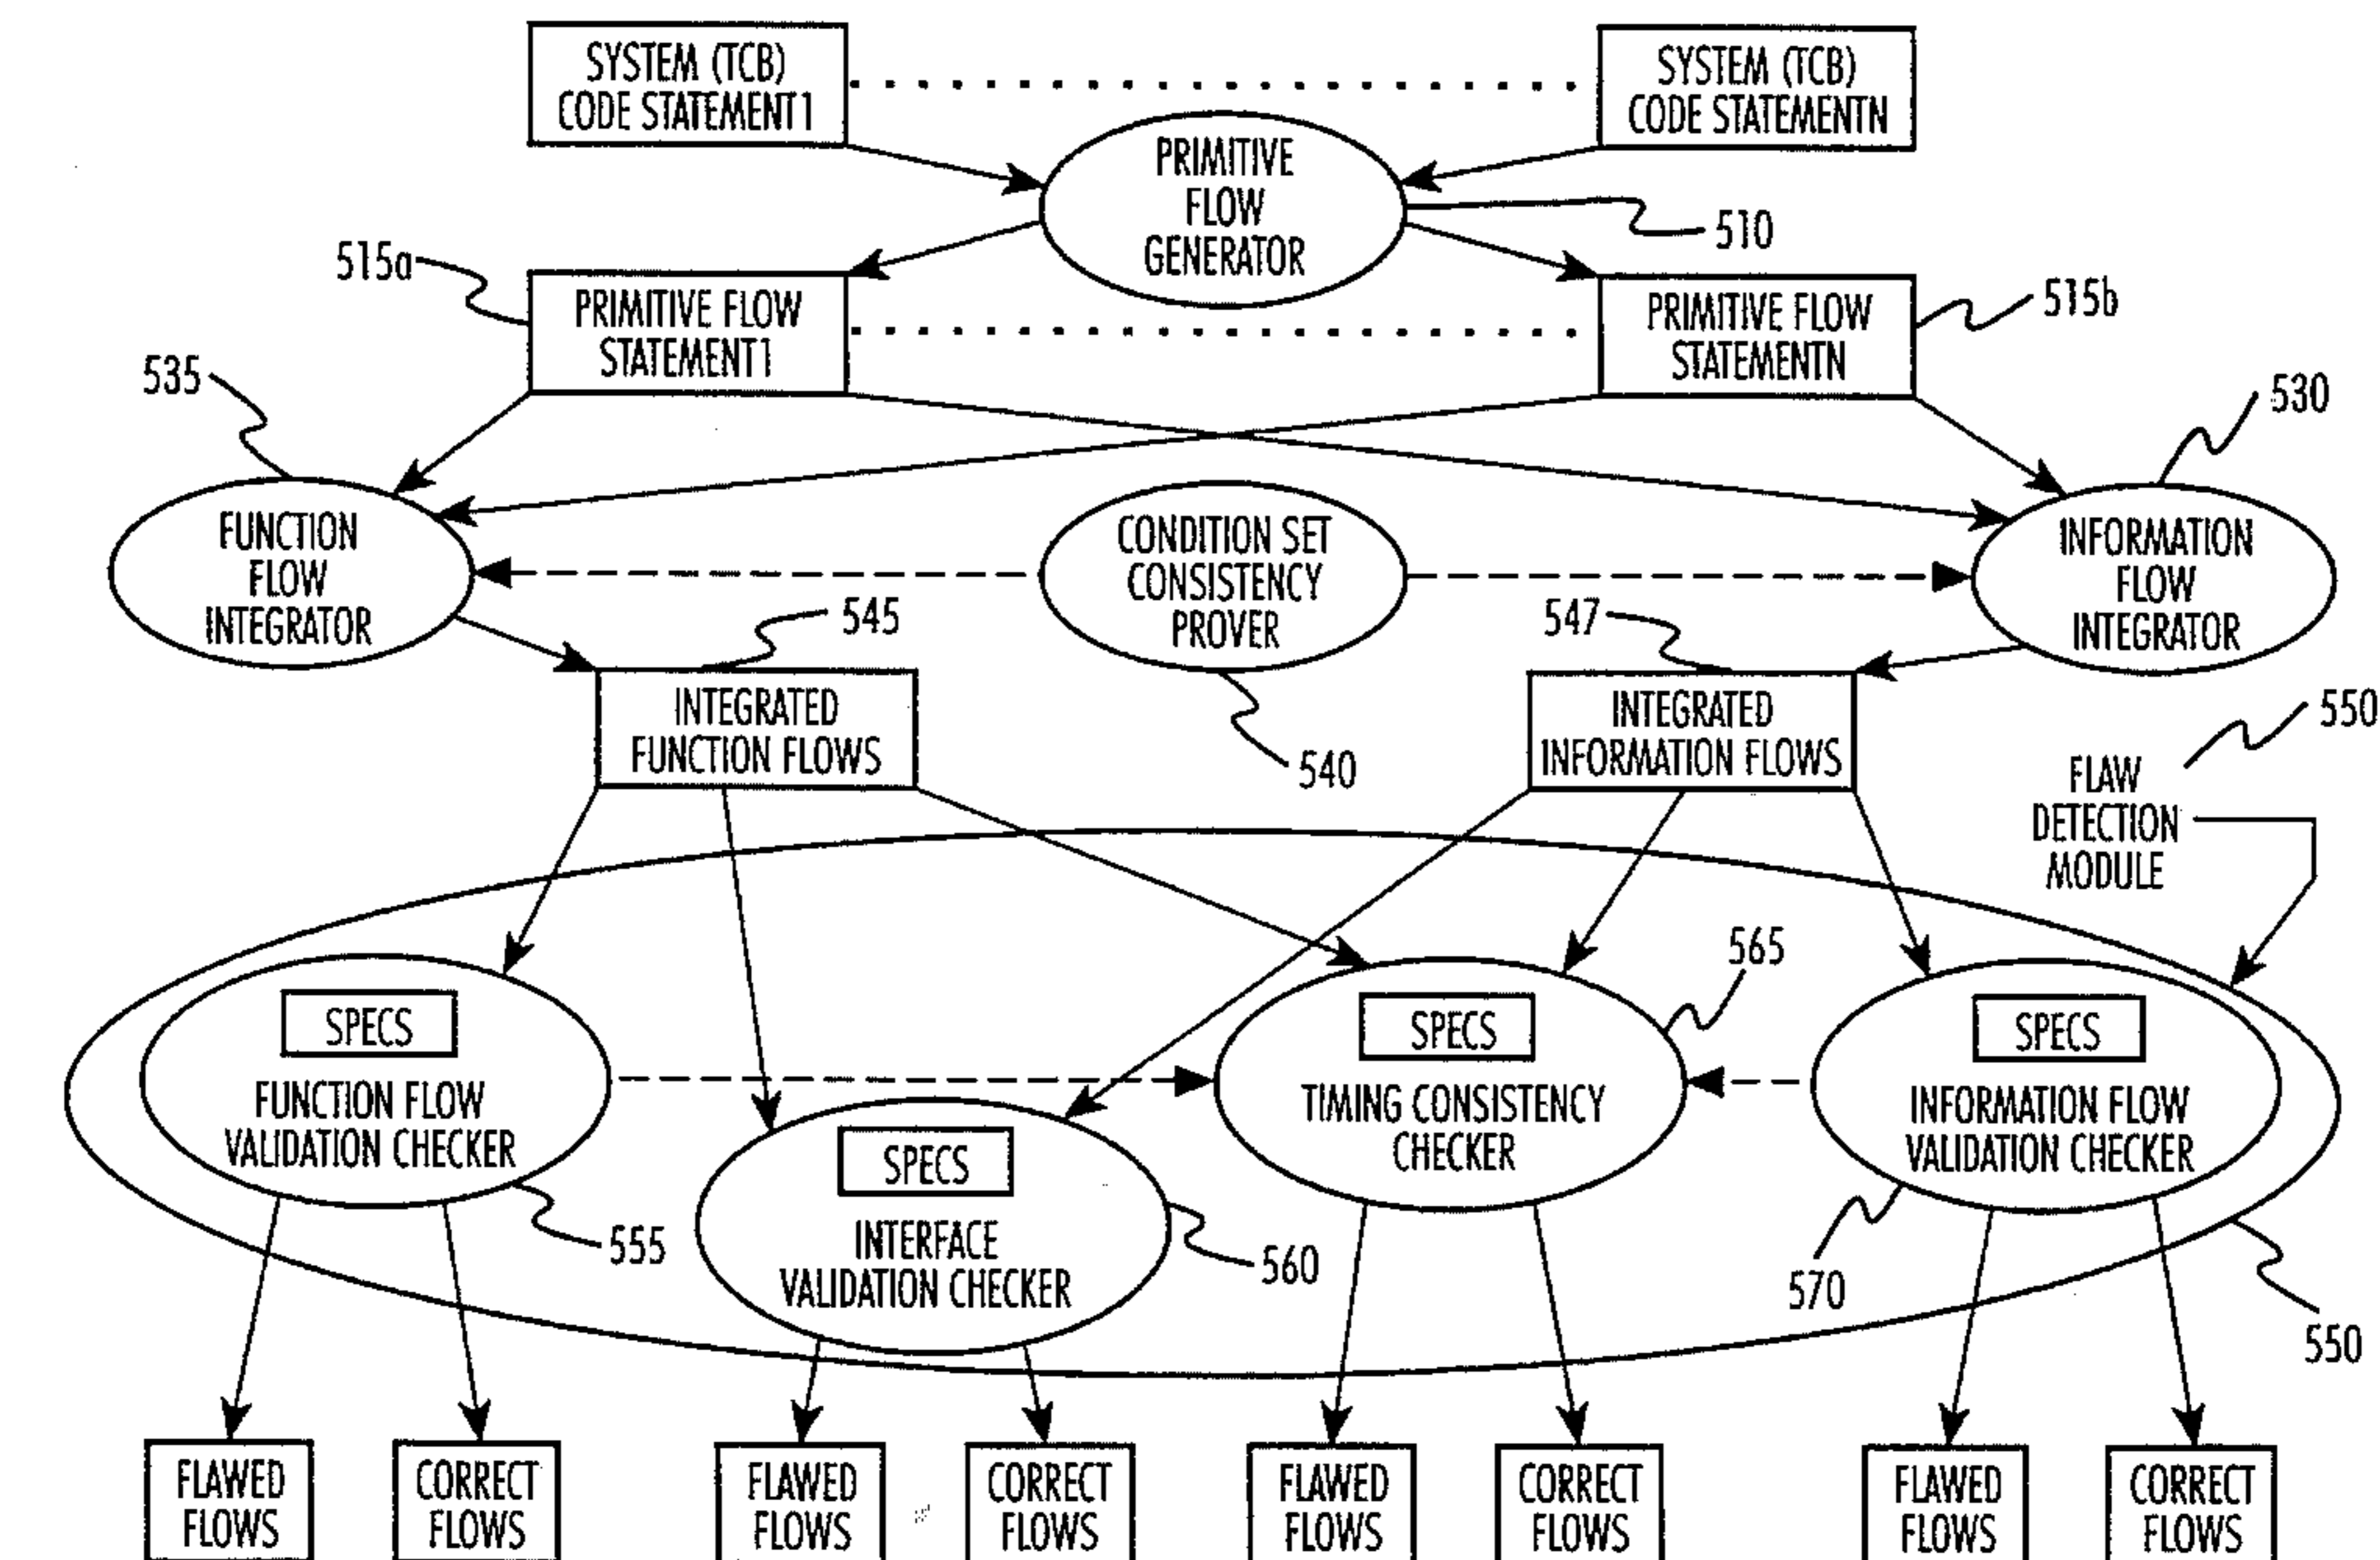 SYSTEM (TCB)
CODE STATEMENT1
SYSTEM (TCB)
CODE STATEMENTN
PRIMITIVE
FLOW
GENERATOR
510
515a
PRIMITIVE FLOW
STATEMENT1
PRIMITIVE FLOW
STATEMENTN
515b
535
530
FUNCTION
FLOW
INTEGRATOR
CONDITION SET
CONSISTENCY
PROVER
INFORMATION
FLOW
INTEGRATOR
545
547
INTEGRATED
FUNCTION FLOWS
540
INTEGRATED
INFORMATION FLOWS
550
FLAW
DETECTION
MODULE
565
SPECS
FUNCTION FLOW
VALIDATION CHECKER
SPECS
INTERFACE
VALIDATION CHECKER
SPECS
TIMING CONSISTENCY
CHECKER
SPECS
INFORMATION FLOW
VALIDATION CHECKER
555
560
570
550
FLAWED
FLOWS
CORRECT
FLOWS
FLAWED
FLOWS
CORRECT
FLOWS
FLAWED
FLOWS
CORRECT
FLOWS
FLAWED
FLOWS
CORRECT
FLOWS